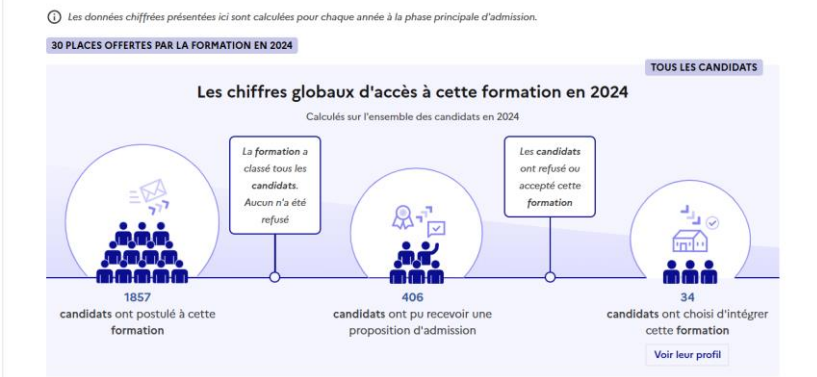 Les données chiffrées présentées ici sont calculées pour chaque année à la phase principale d'admission.
30 PLACES OFFERTES PAR LA FORMATION EN 2024
TOUS LES CANDIDATS
Les chiffres globaux d'accès à cette formation en 2024
Calculés sur l'ensemble des candidats en 2024
La formation a
classé tous les
candidats.
Aucun n'a été
refusé
Les candidats
ont refusé ou
accepté cette
formation
1857
candidats ont postulé à cette
formation
406
candidats ont pu recevoir une
proposition d'admission
34
candidats ont choisi d'intégrer
cette formation
Voir leur profil